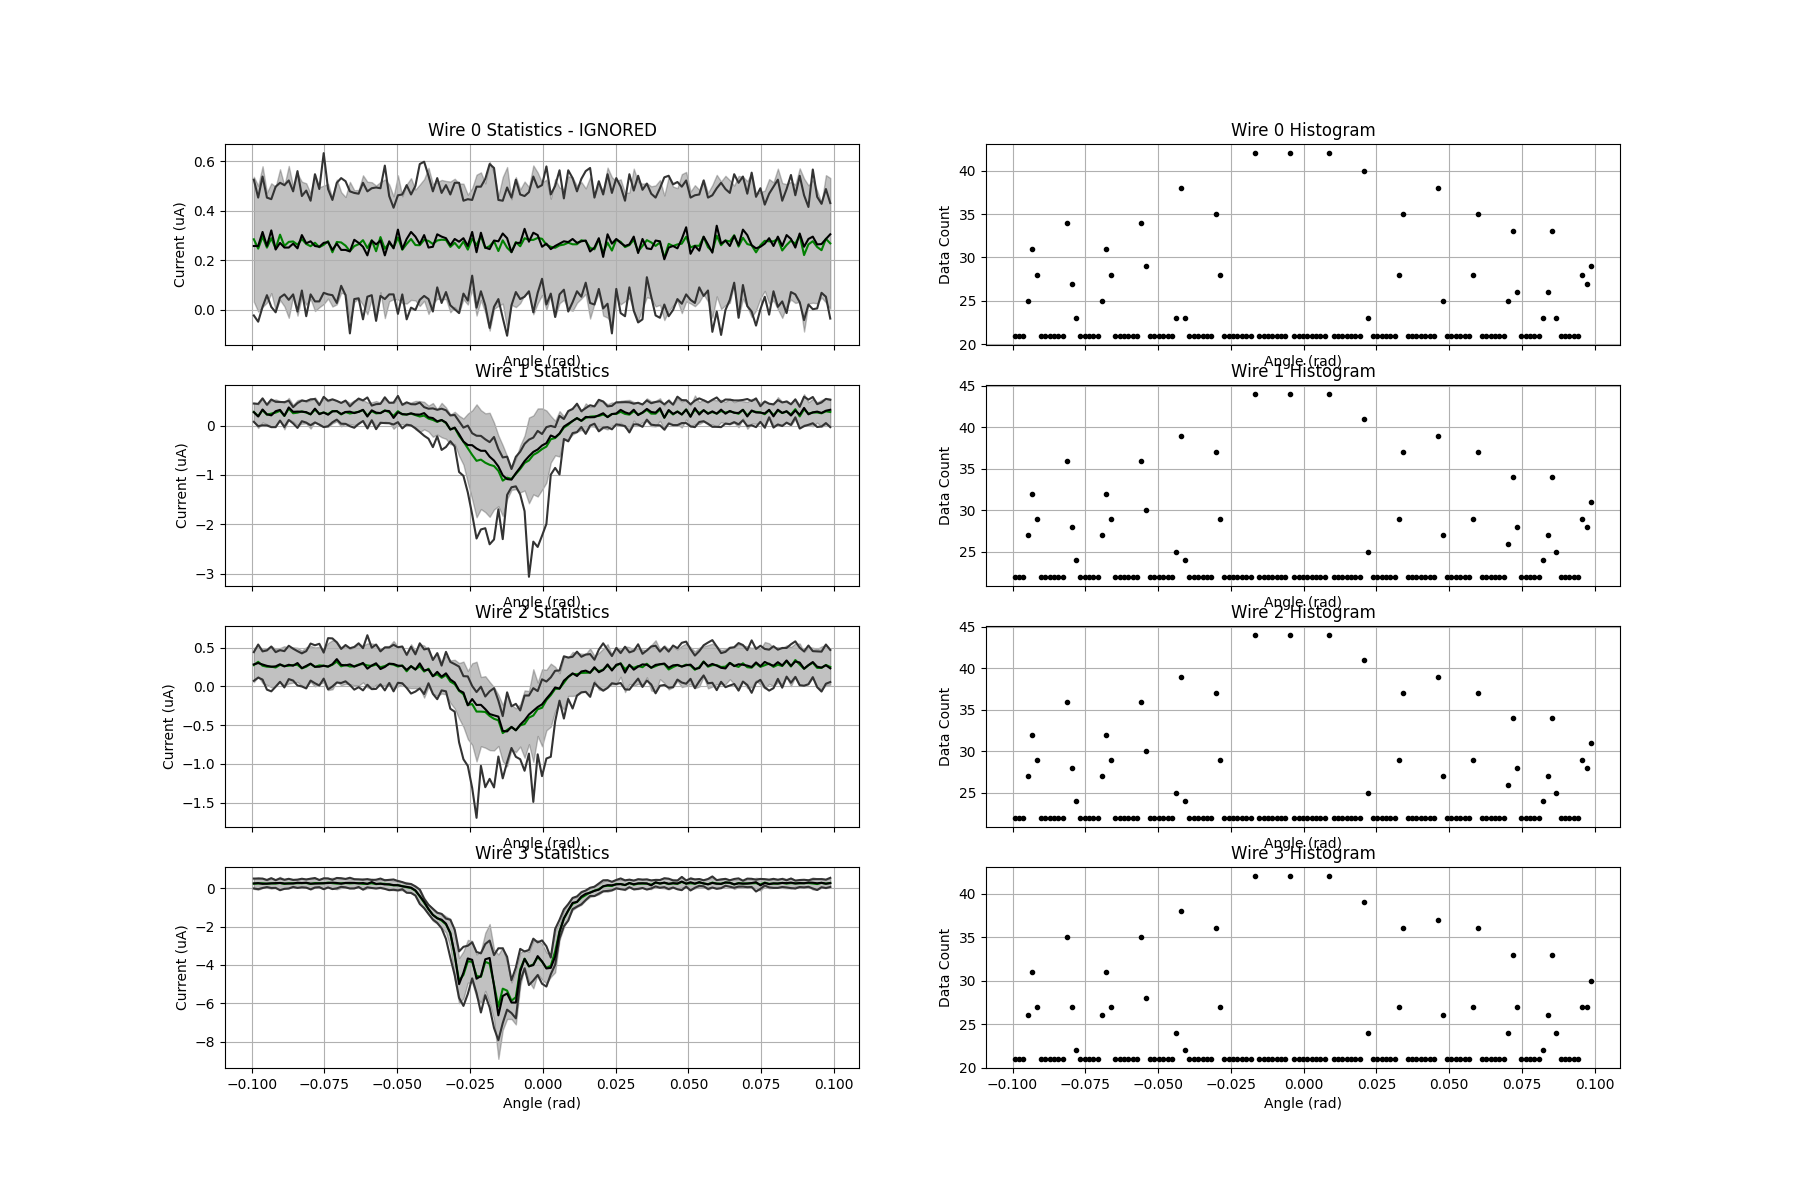 Wire 0 Statistics - IGNORED
Current (uA)
0.6
0.4
0.2
0.0
Angle (rad)
Wire 0 Histogram
Data Count
40
35
30
25
20
Angle (rad)
Wire 1 Statistics
Current (uA)
0
−1
−2
−3
Angle (rad)
Wire 1 Histogram
Data Count
45
40
35
30
25
Angle (rad)
Wire 2 Statistics
Current (uA)
0.5
0.0
−0.5
−1.0
−1.5
Angle (rad)
Wire 2 Histogram
Data Count
45
40
35
30
25
Angle (rad)
Wire 3 Statistics
Current (uA)
0
−2
−4
−6
−8
−0.100 −0.075 −0.050 −0.025 0.000 0.025 0.050 0.075 0.100
Angle (rad)
Wire 3 Histogram
Data Count
40
35
30
25
20
−0.100 −0.075 −0.050 −0.025 0.000 0.025 0.050 0.075 0.100
Angle (rad)